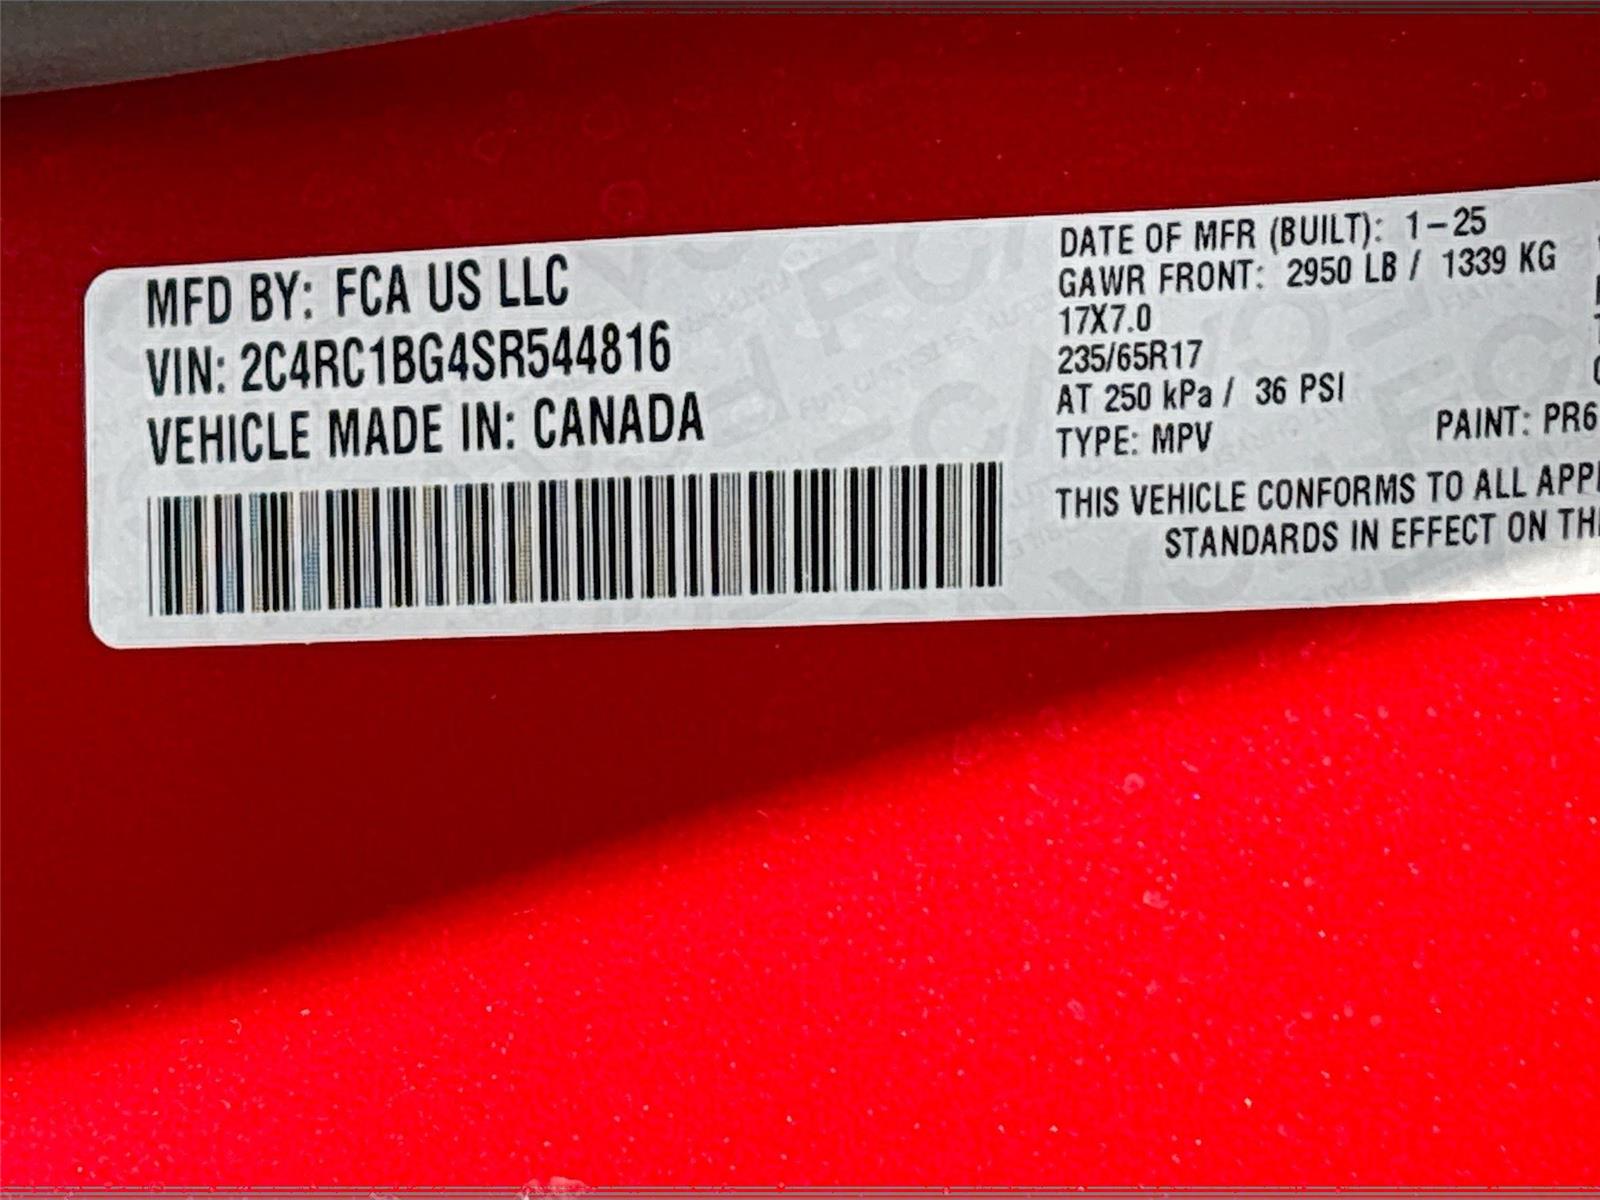 MFD BY: FCA US LLC
VIN: 2C4RC1BG4SR544816
VEHICLE MADE IN: CANADA
DATE OF MFR (BUILT): 1-25
GAWR FRONT: 2950 LB / 1339 KG
17X7.0
235/65R17
AT 250 kPa / 36 PSI
TYPE: MPV PAINT: PR6
THIS VEHICLE CONFORMS TO ALL
STANDARDS IN EFFECT ON